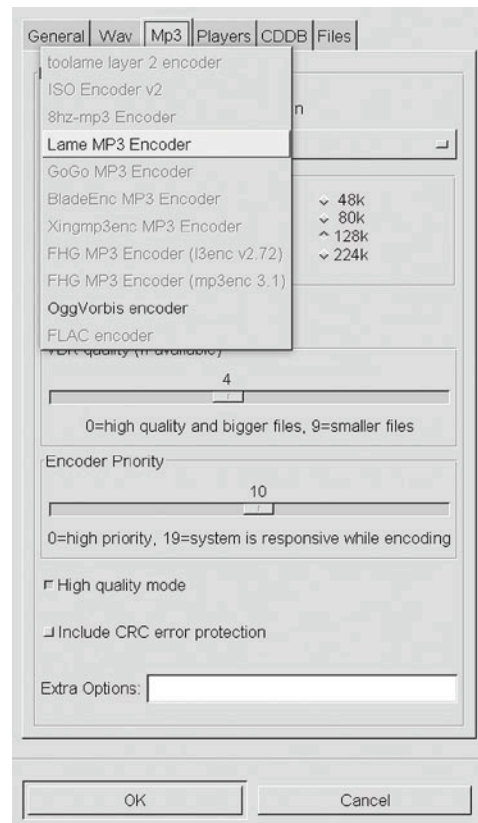 General Wav Mp3 Players CDDB Files
toolame layer 2 encoder
ISO Encoder v2
n
8hz-mp3 Encoder
Lame MP3 Encoder
GoGo MP3 Encoder
BladeEnc MP3 Encoder
48k
80k
Xingmp3enc MP3 Encoder
128k
FHG MP3 Encoder (l3enc v2.72)
224k
FHG MP3 Encoder (mp3enc 3.1)
OggVorbis encoder
FLAC encoder
VBR quality (if available)
4
0=high quality and bigger files, 9=smaller files
Encoder Priority
10
0=high priority, 19=system is responsive while encoding
High quality mode
Include CRC error protection
Extra Options:
OK Cancel